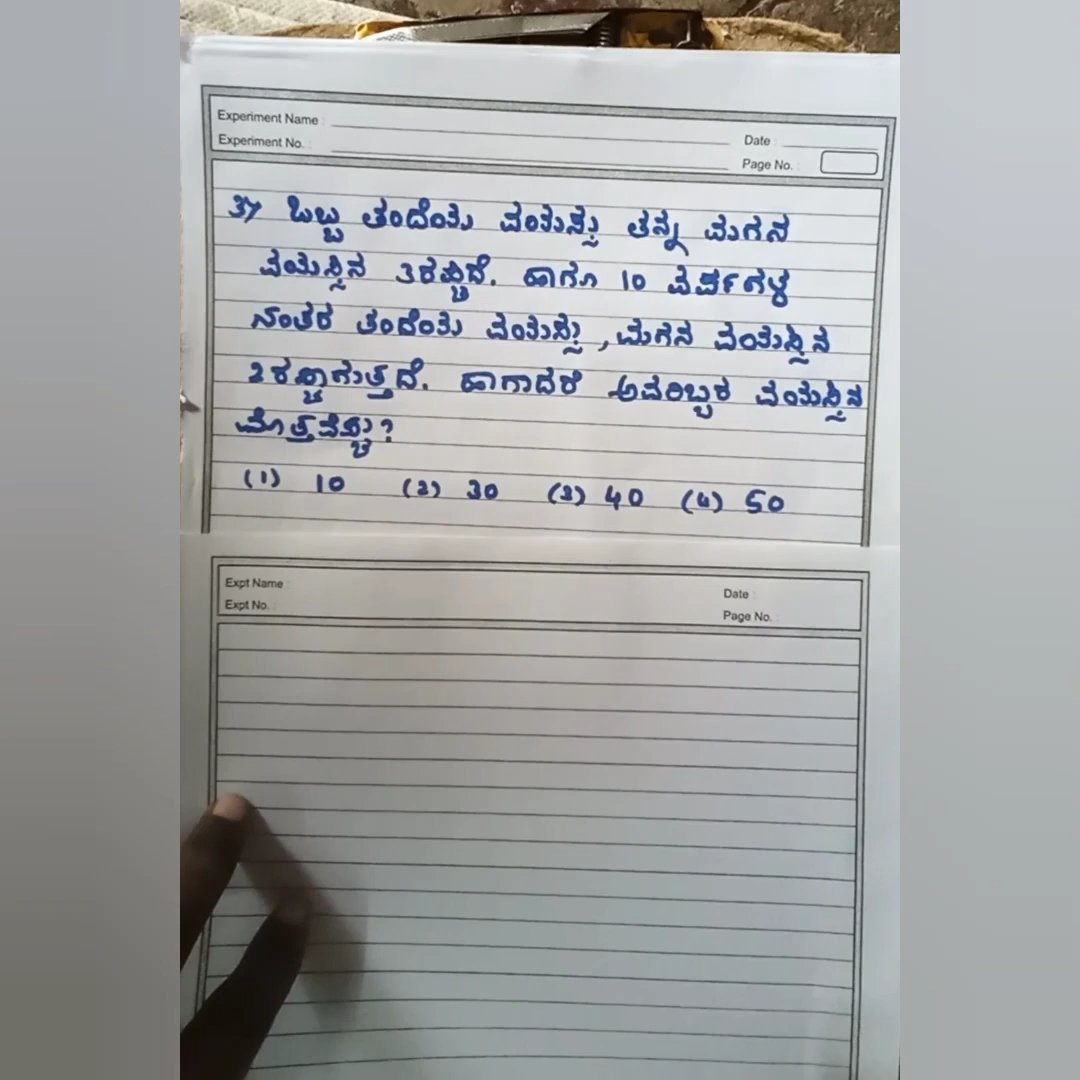 Experiment Name :
Date :
Experiment No. :
Page No. :
3) ಒಬ್ಬ ತಂದೆಯ ವಯಸ್ಸು ತನ್ನ ಮಗನ
ವಯಸ್ಸಿನ 3ರಷ್ಟಿದೆ. ಹಾಗೂ 10 ವರ್ಷಗಳ
ನಂತರ ತಂದೆಯ ವಯಸ್ಸು, ಮಗನ ವಯಸ್ಸಿನ
2ರಷ್ಟಾಗುತ್ತದೆ. ಹಾಗಾದರೆ ಅವರಿಬ್ಬರ ವಯಸ್ಸಿನ
ಮೊತ್ತವೆಷ್ಟು?
(1) 10 (2) 30 (3) 40 (4) 50
Expt Name :
Date :
Expt No. :
Page No. :